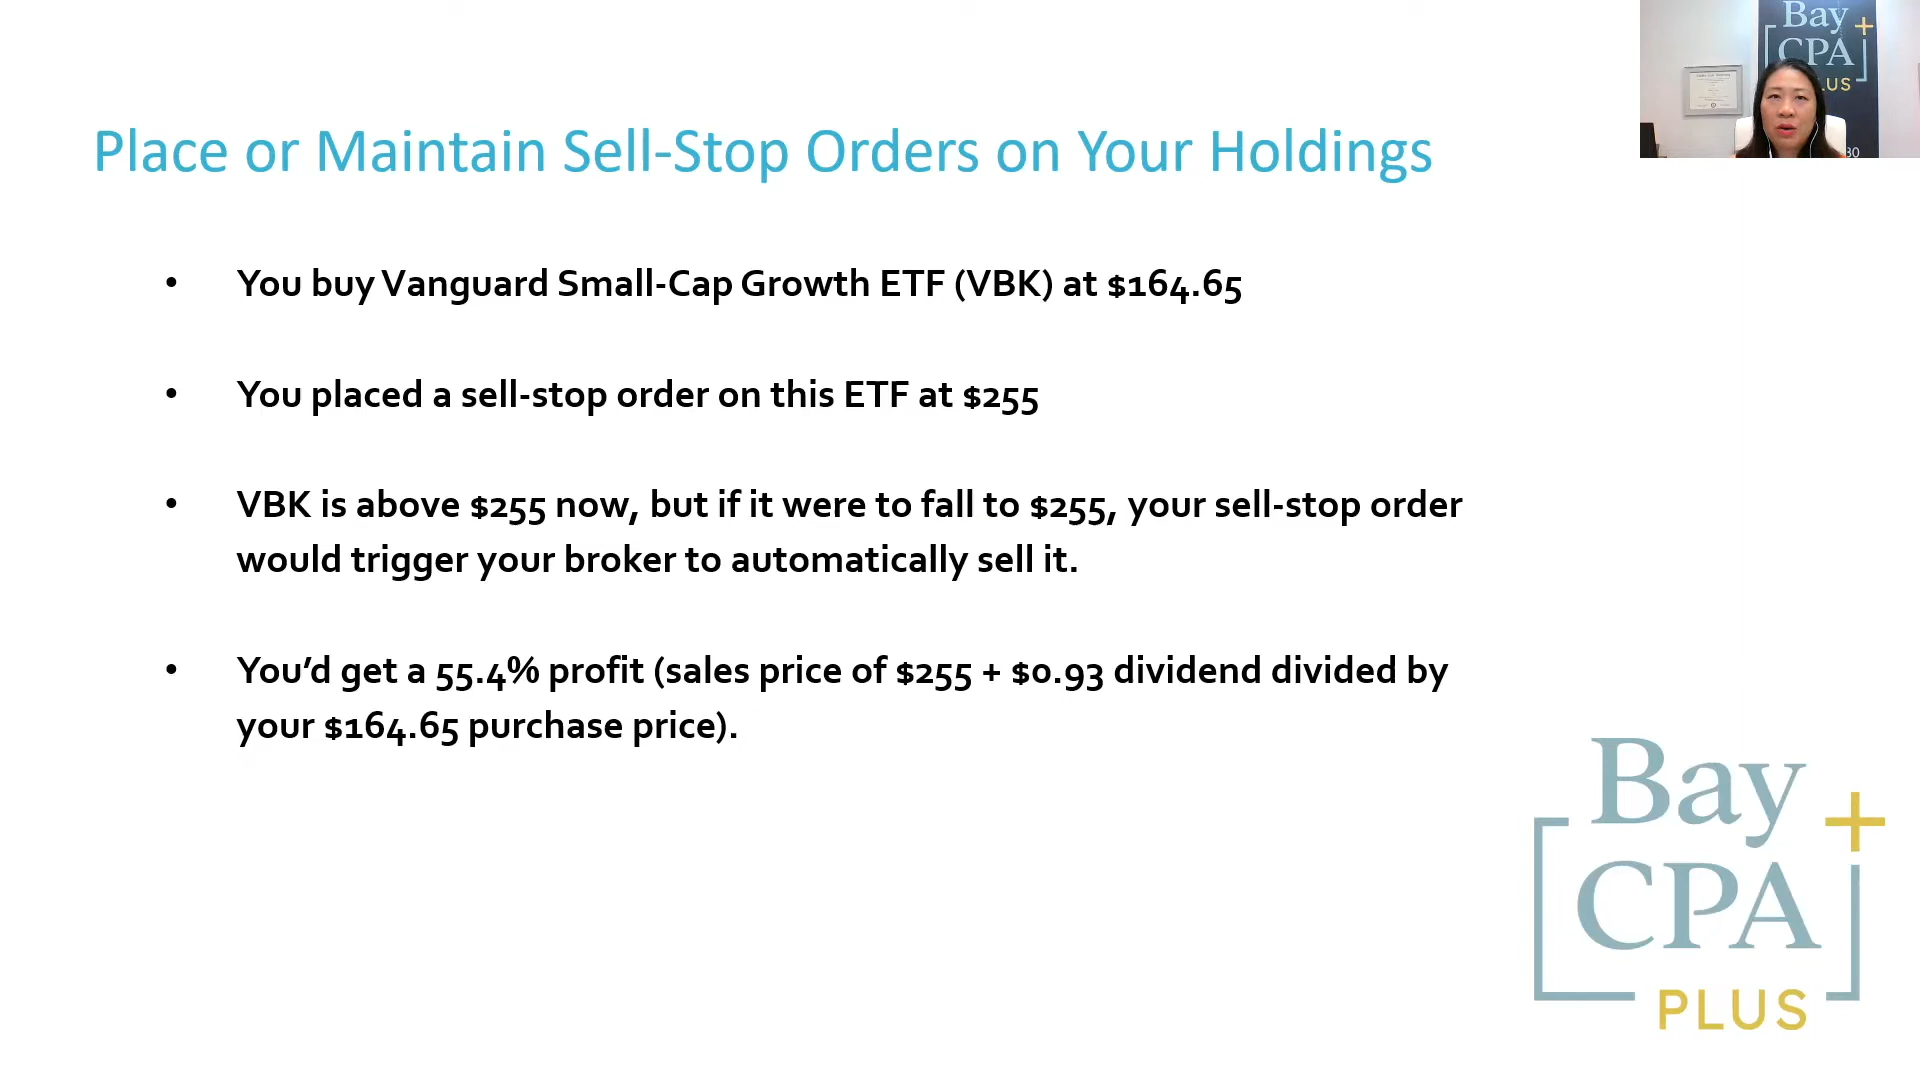 Bay
CPA
LUS
30
Place or Maintain Sell-Stop Orders on Your Holdings
• You buy Vanguard Small-Cap Growth ETF (VBK) at $164.65
• You placed a sell-stop order on this ETF at $255
• VBK is above $255 now, but if it were to fall to $255, your sell-stop order
would trigger your broker to automatically sell it.
• You’d get a 55.4% profit (sales price of $255 + $0.93 dividend divided by
your $164.65 purchase price).
Bay
CPA
PLUS